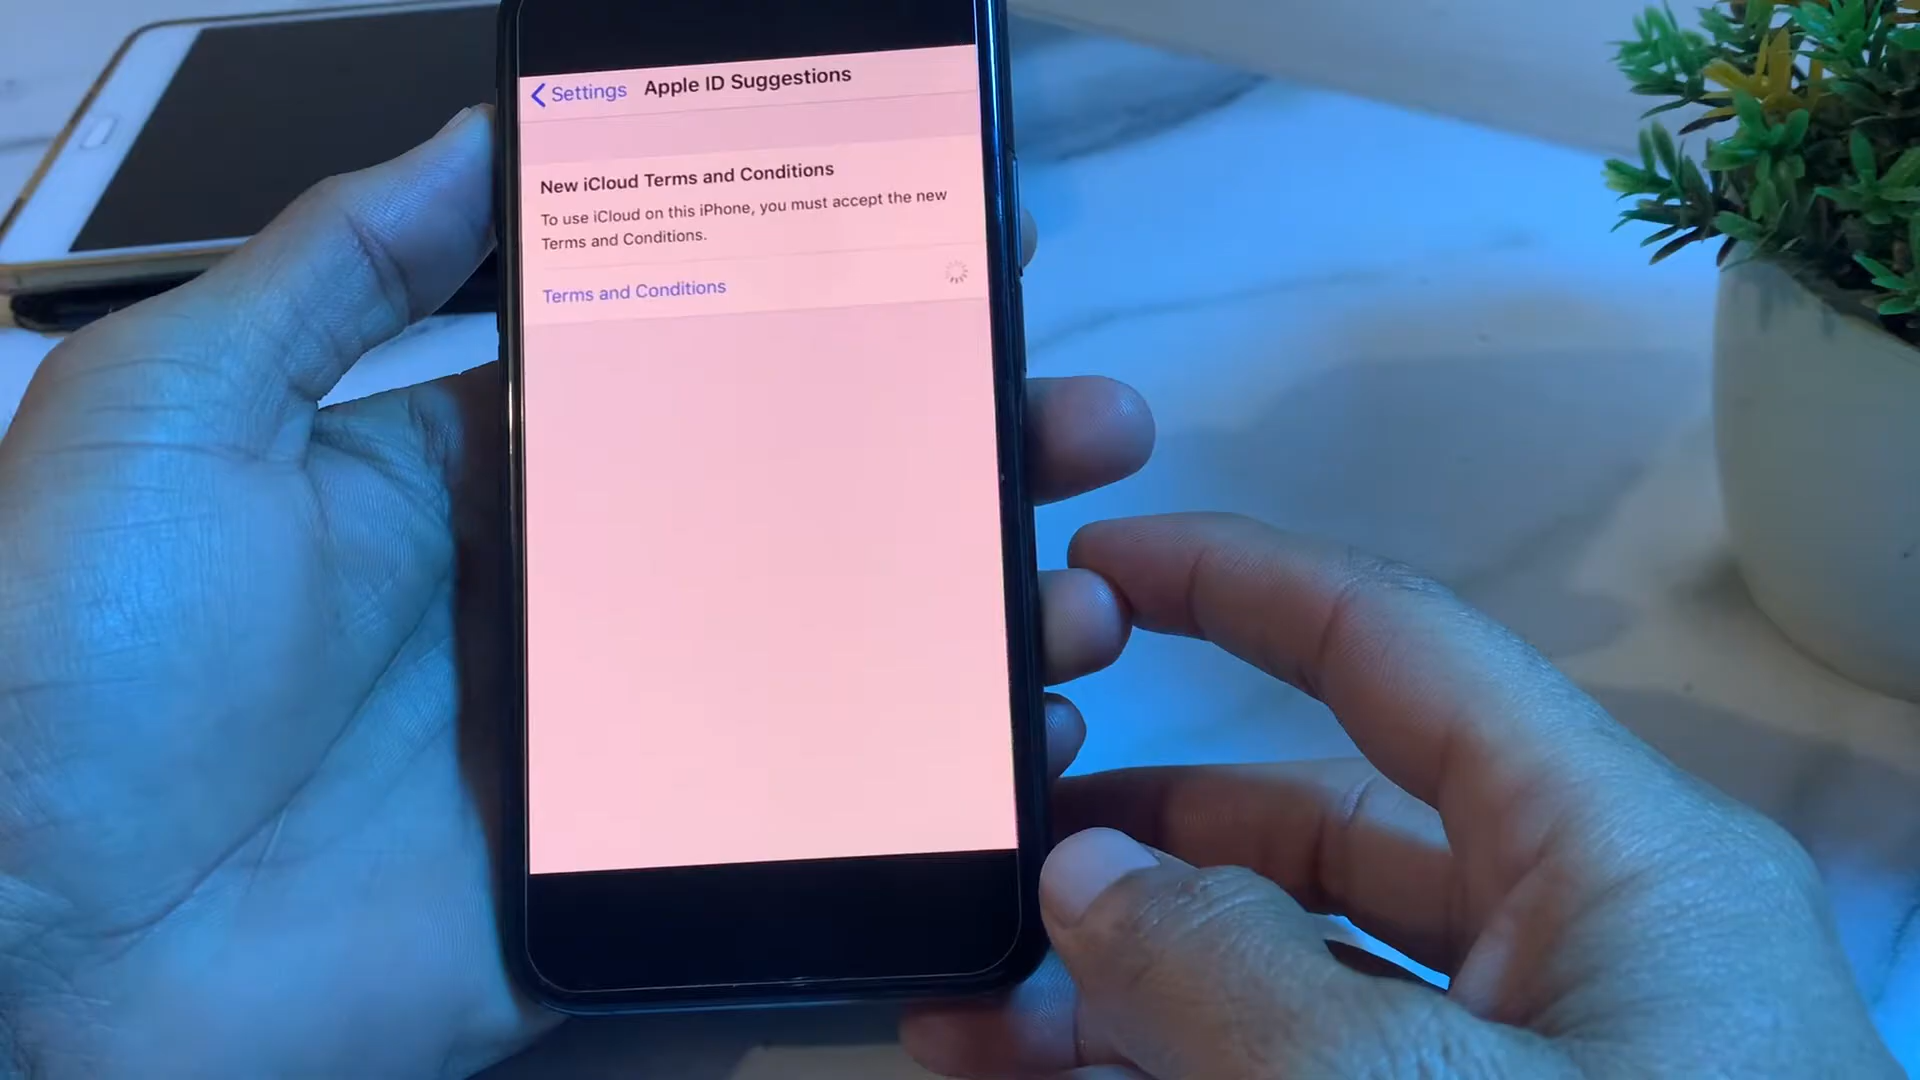 Settings
Apple ID Suggestions
New iCloud Terms and Conditions
To use iCloud on this iPhone, you must accept the new
Terms and Conditions.
Terms and Conditions